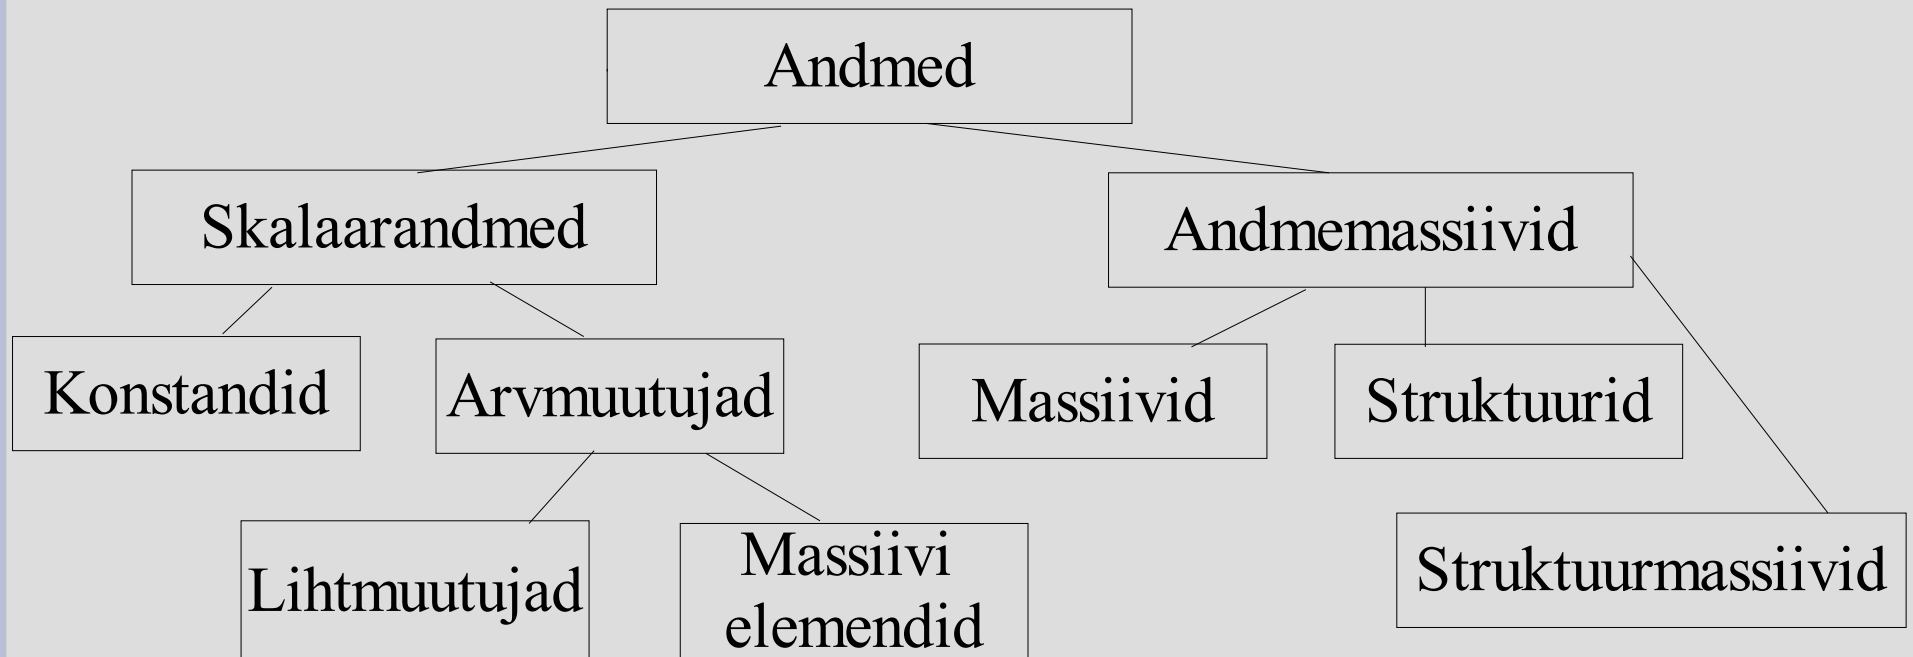 Andmed
Skalaarandmed
Andmemassiivid
Konstandid
Arvmuutujad
Massiivid
Struktuurid
Lihtmuutujad
Massiivi
elemendid
Struktuurmassiivid